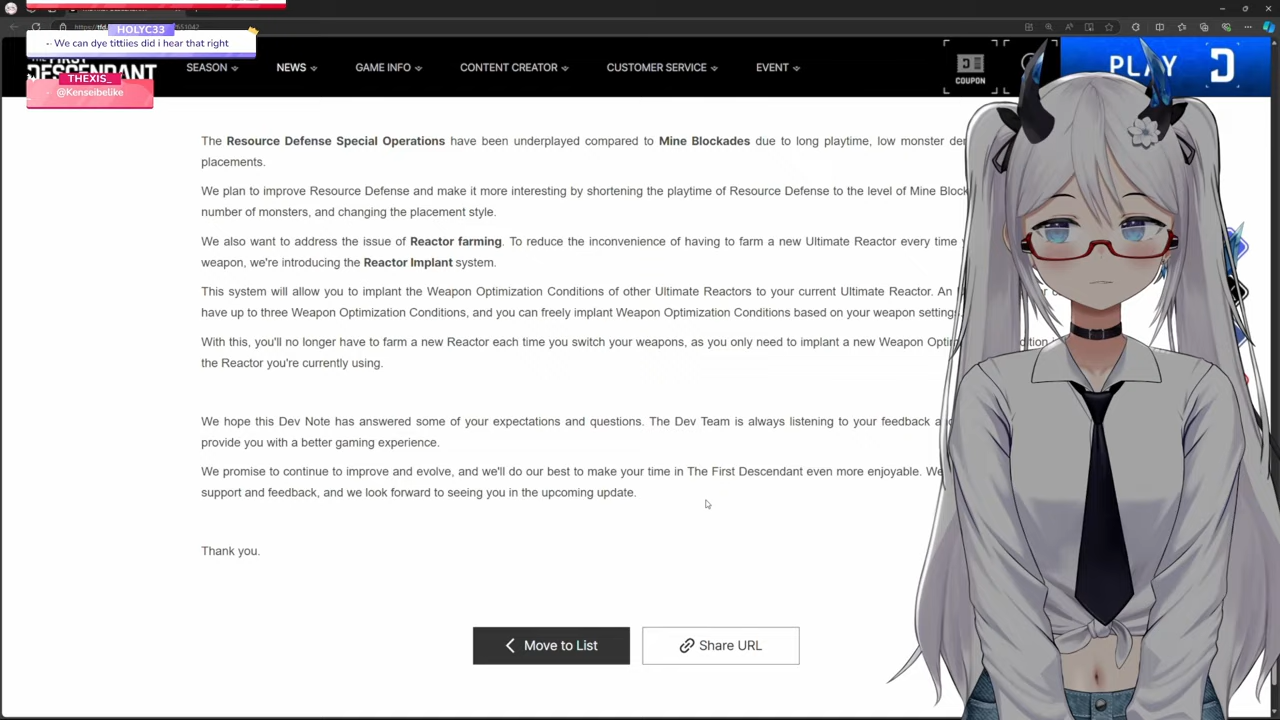 HOLYC33
We can dye tittiies did i hear that right
THE FIRST
DESCENDANT
THEXIS_
@Kenseibelike
SEASON
NEWS
GAME INFO
CONTENT CREATOR
CUSTOMER SERVICE
EVENT
COUPON
PLAY
The Resource Defense Special Operations have been underplayed compared to Mine Blockades due to long playtime, low monster
placements.
We plan to improve Resource Defense and make it more interesting by shortening the playtime of Resource Defense to the level of Mine
number of monsters, and changing the placement style.
We also want to address the issue of Reactor farming. To reduce the inconvenience of having to farm a new Ultimate Reactor every time
weapon, we're introducing the Reactor Implant system.
This system will allow you to implant the Weapon Optimization Conditions of other Ultimate Reactors to your current Ultimate Reactor. An
have up to three Weapon Optimization Conditions, and you can freely implant Weapon Optimization Conditions based on your weapon settings.
With this, you'll no longer have to farm a new Reactor each time you switch your weapons, as you only need to implant a new Weapon
the Reactor you're currently using.
We hope this Dev Note has answered some of your expectations and questions. The Dev Team is always listening to your feedback
provide you with a better gaming experience.
We promise to continue to improve and evolve, and we'll do our best to make your time in The First Descendant even more enjoyable. We
support and feedback, and we look forward to seeing you in the upcoming update.
Thank you.
Move to List
Share URL